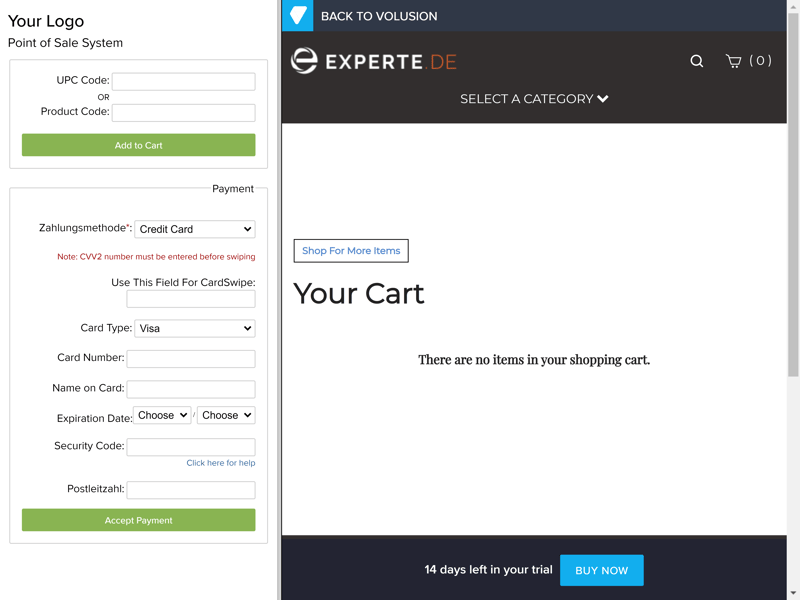 Your Logo
Point of Sale System
UPC Code:
OR
Product Code:
Add to Cart
Payment
Zahlungsmethode*: Credit Card
Note: CVV2 number must be entered before swiping
Use This Field For CardSwipe:
Card Type: Visa
Card Number:
Name on Card:
Expiration Date: Choose / Choose
Security Code:
Click here for help
Postleitzahl:
Accept Payment
BACK TO VOLUSION
EXPERTE.DE
( 0 )
SELECT A CATEGORY
Shop For More Items
Your Cart
There are no items in your shopping cart.
14 days left in your trial
BUY NOW